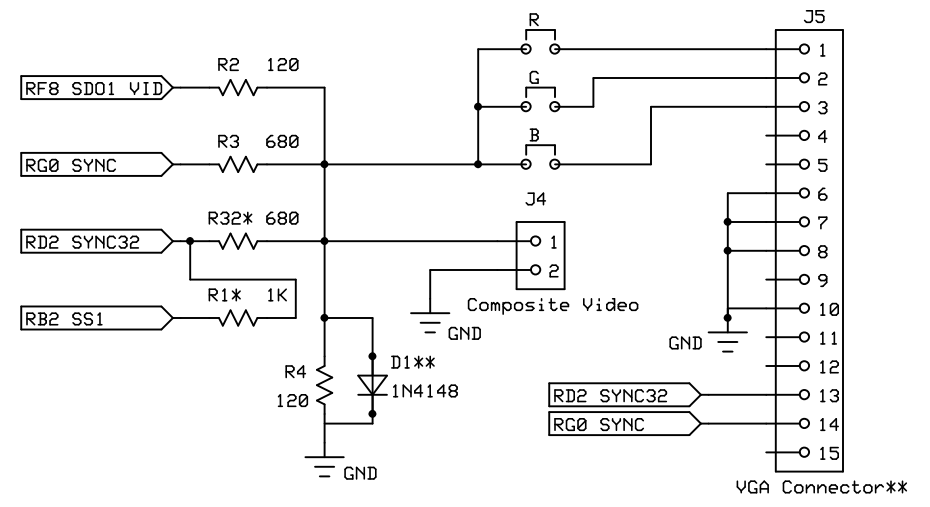 J5
R
1
R2 120
G
2
RF8 SDO1 VID
3
B
R3 680
4
RG0 SYNC
5
J4
6
R32* 680
7
RD2 SYNC32
1
8
2
9
R1* 1K
Composite Video
10
RB2 SS1
GND
GND
11
D1**
12
R4
1N4148
120
RD2 SYNC32
13
RG0 SYNC
14
15
GND
VGA Connector**